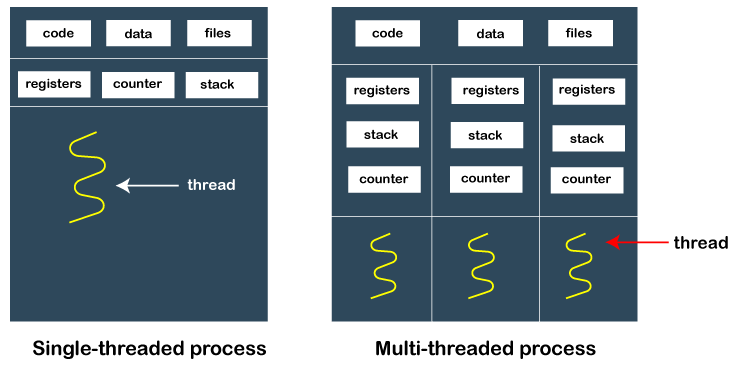 code data files
registers counter stack
thread
Single-threaded process
code data files
registers registers registers
stack stack stack
counter counter counter
thread
Multi-threaded process